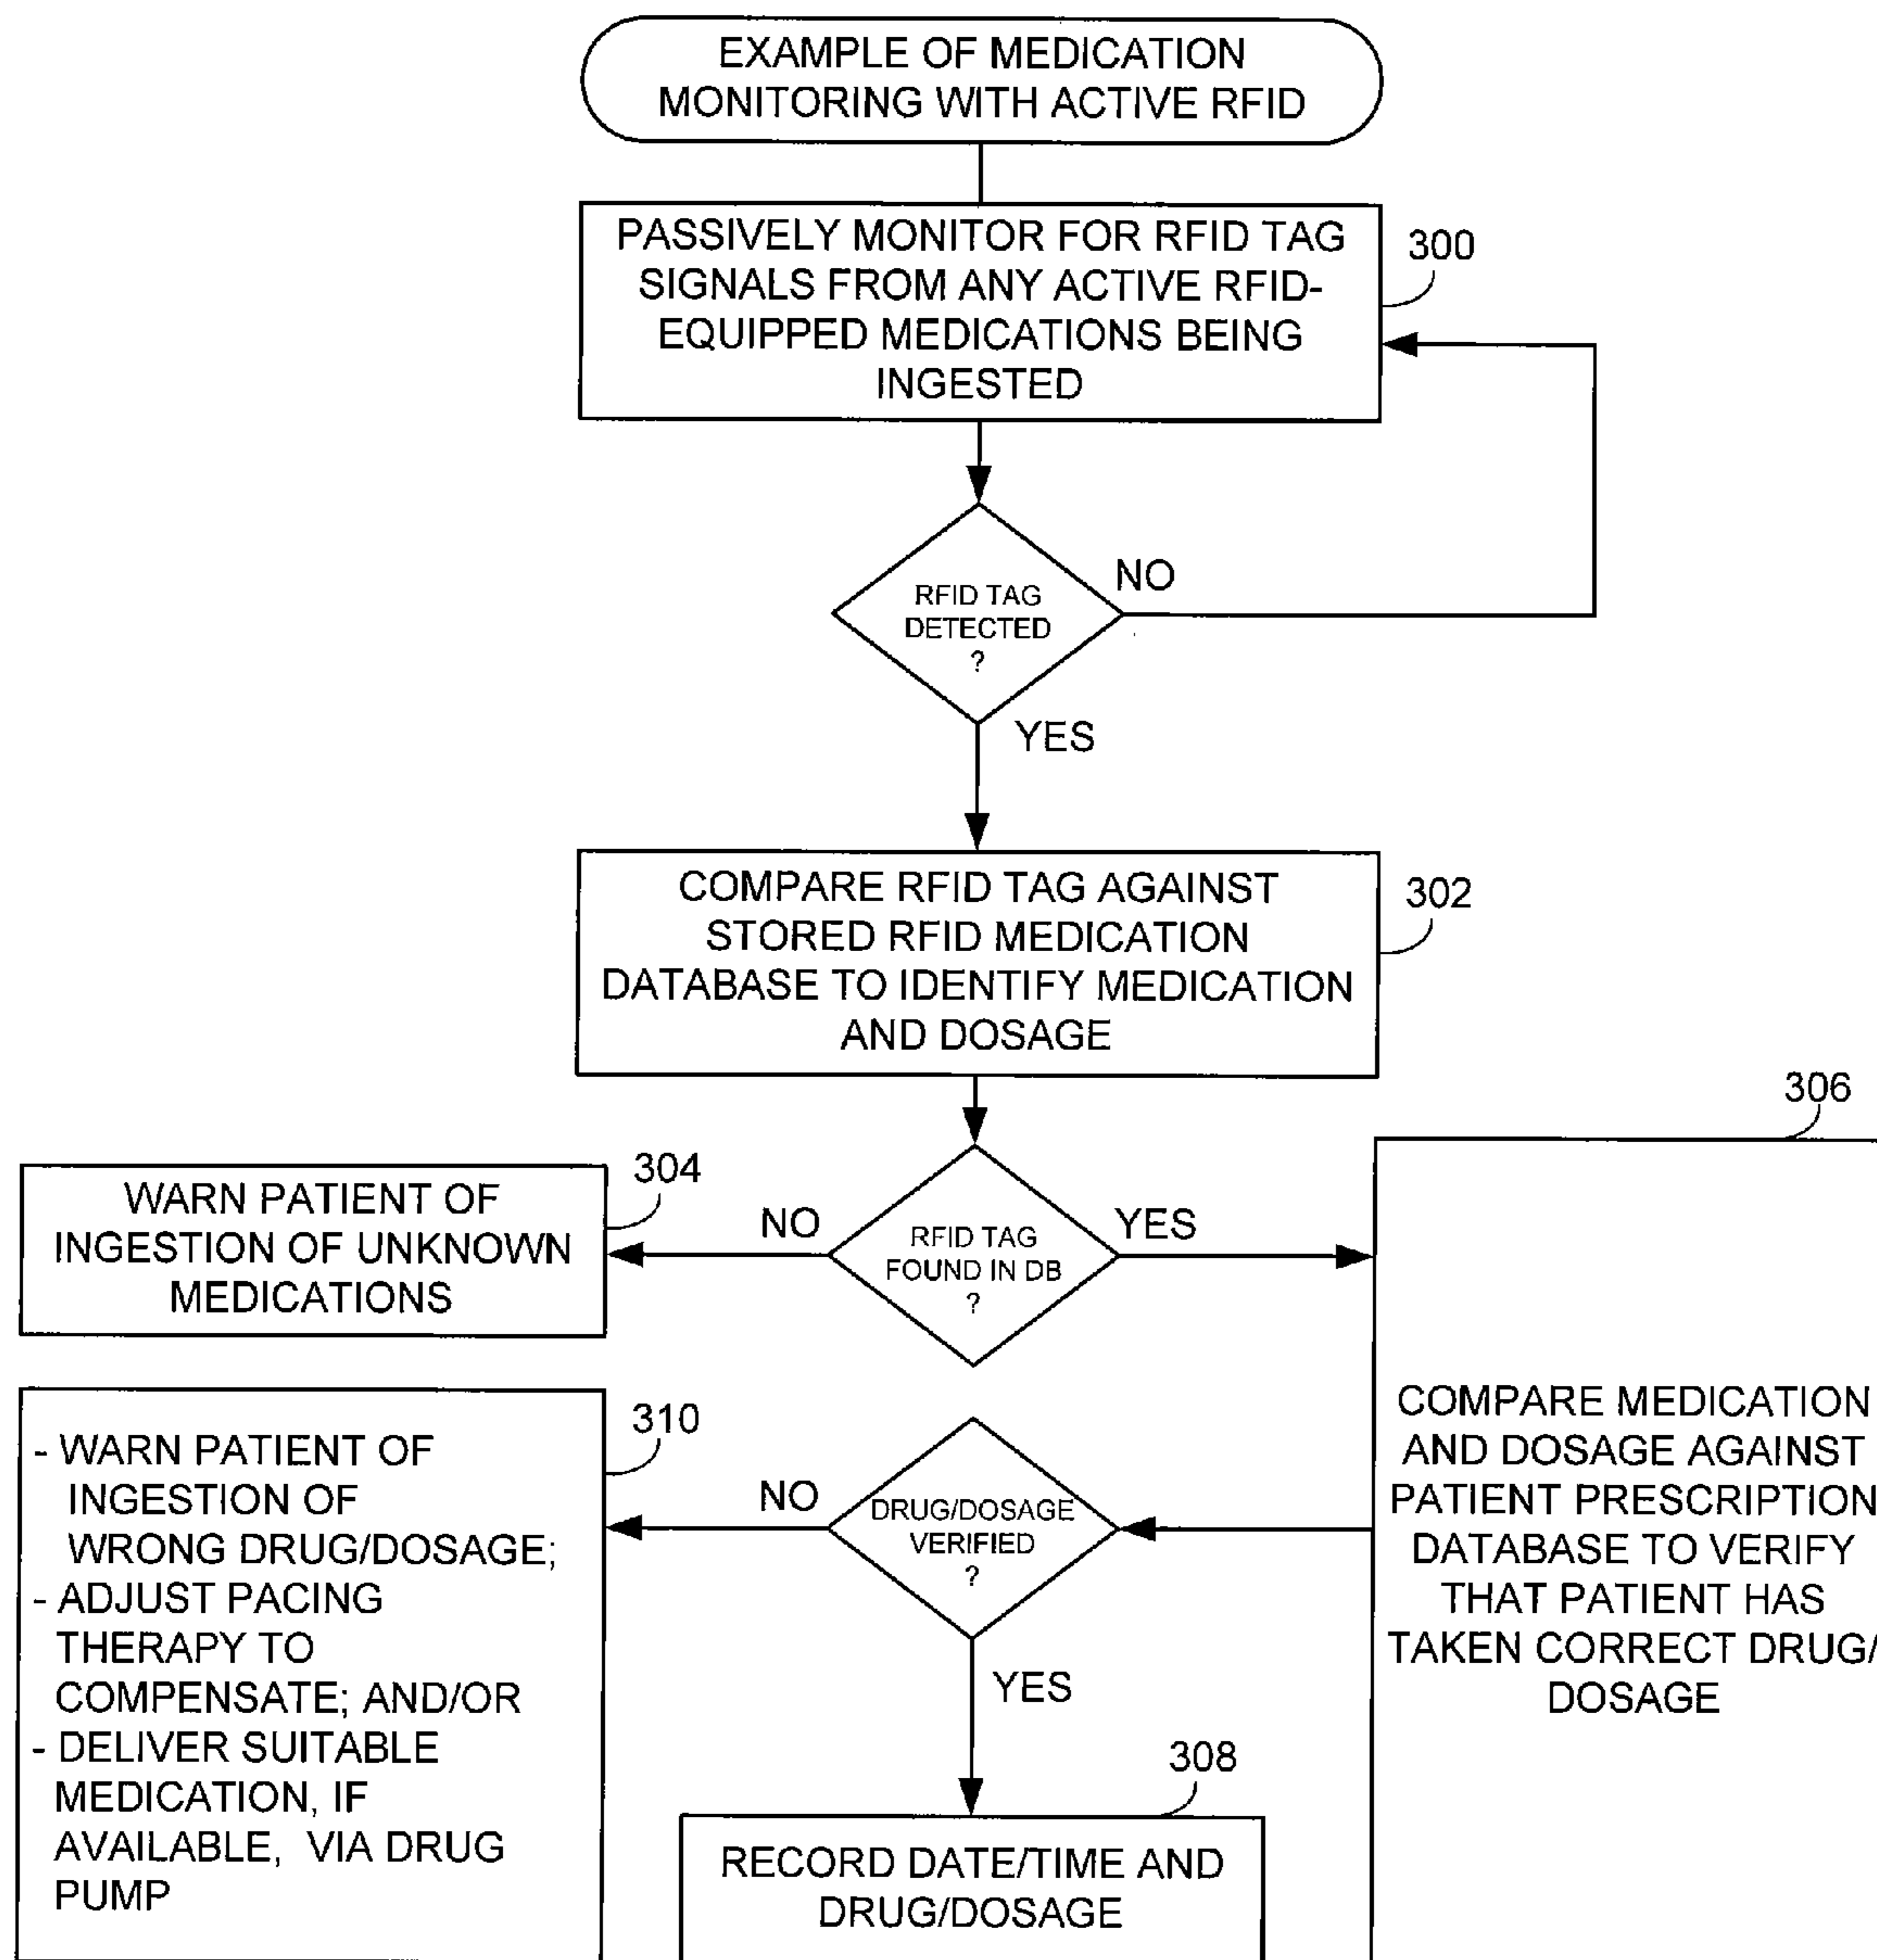 EXAMPLE OF MEDICATION
MONITORING WITH ACTIVE RFID
PASSIVELY MONITOR FOR RFID TAG
SIGNALS FROM ANY ACTIVE RFID-
EQUIPPED MEDICATIONS BEING
INGESTED
300
RFID TAG
DETECTED
?
NO
YES
COMPARE RFID TAG AGAINST
STORED RFID MEDICATION
DATABASE TO IDENTIFY MEDICATION
AND DOSAGE
302
RFID TAG
FOUND IN DB
?
NO
YES
WARN PATIENT OF
INGESTION OF UNKNOWN
MEDICATIONS
304
306
COMPARE MEDICATION
AND DOSAGE AGAINST
PATIENT PRESCRIPTION
DATABASE TO VERIFY
THAT PATIENT HAS
TAKEN CORRECT DRUG/
DOSAGE
DRUG/DOSAGE
VERIFIED
?
NO
YES
310
- WARN PATIENT OF
INGESTION OF
WRONG DRUG/DOSAGE;
- ADJUST PACING
THERAPY TO
COMPENSATE; AND/OR
- DELIVER SUITABLE
MEDICATION, IF
AVAILABLE, VIA DRUG
PUMP
308
RECORD DATE/TIME AND
DRUG/DOSAGE